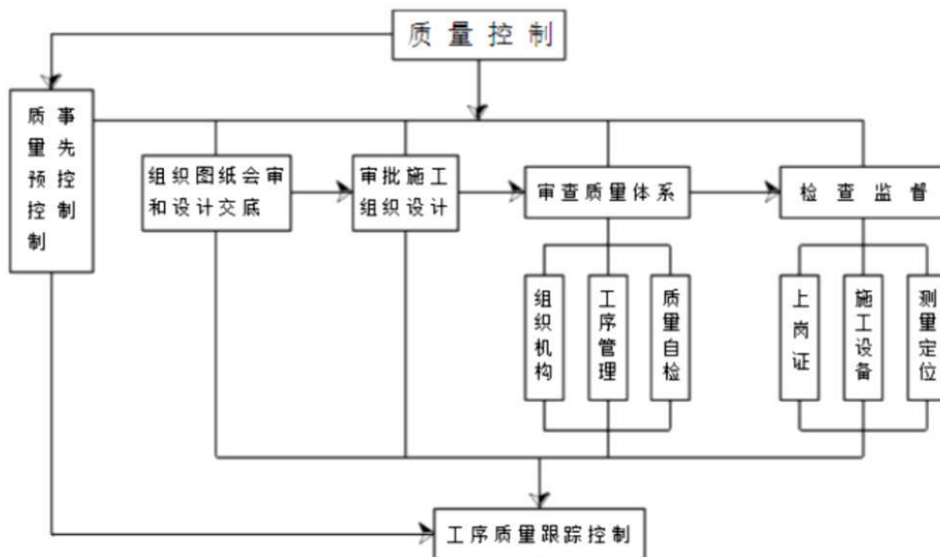 质量控制
质 事
量 先
预 控
控 制
制
组织图纸会审
和设计交底
审批施工
组织设计
审查质量体系
检查监督
组织机构
工序管理
质量自检
上岗证
施工设备
测量定位
工序质量跟踪控制